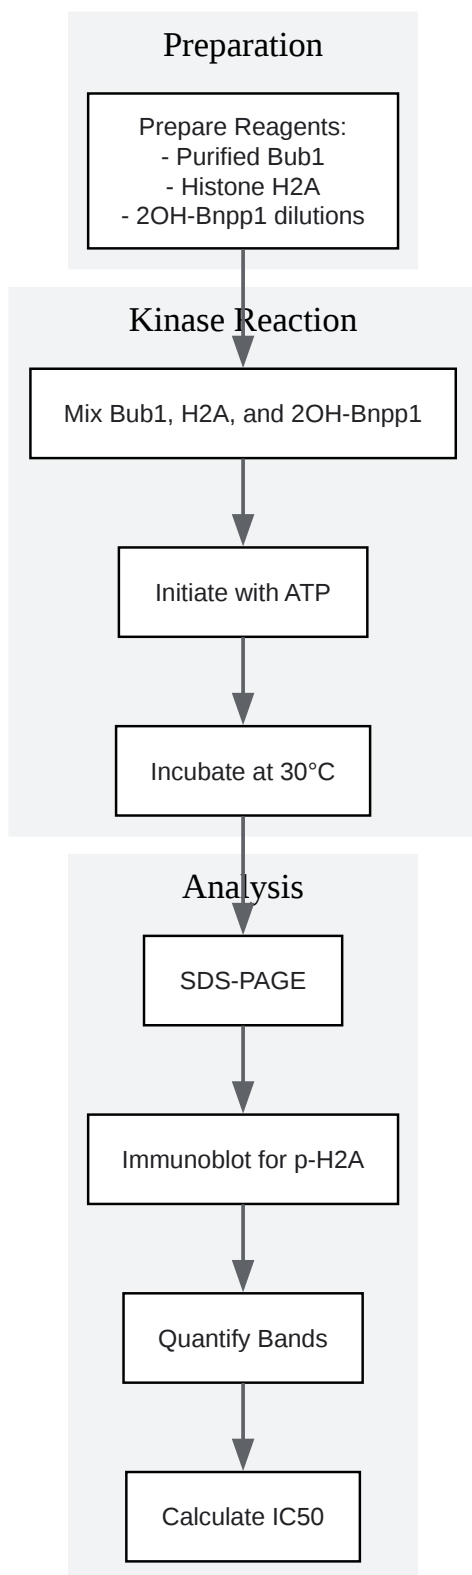 Preparation
Prepare Reagents:
- Purified Bub1
- Histone H2A
- 2OH-Bnpp1 dilutions
Kinase Reaction
Mix Bub1, H2A, and 2OH-Bnpp1
Initiate with ATP
Incubate at 30°C
Analysis
SDS-PAGE
Immunoblot for p-H2A
Quantify Bands
Calculate IC50